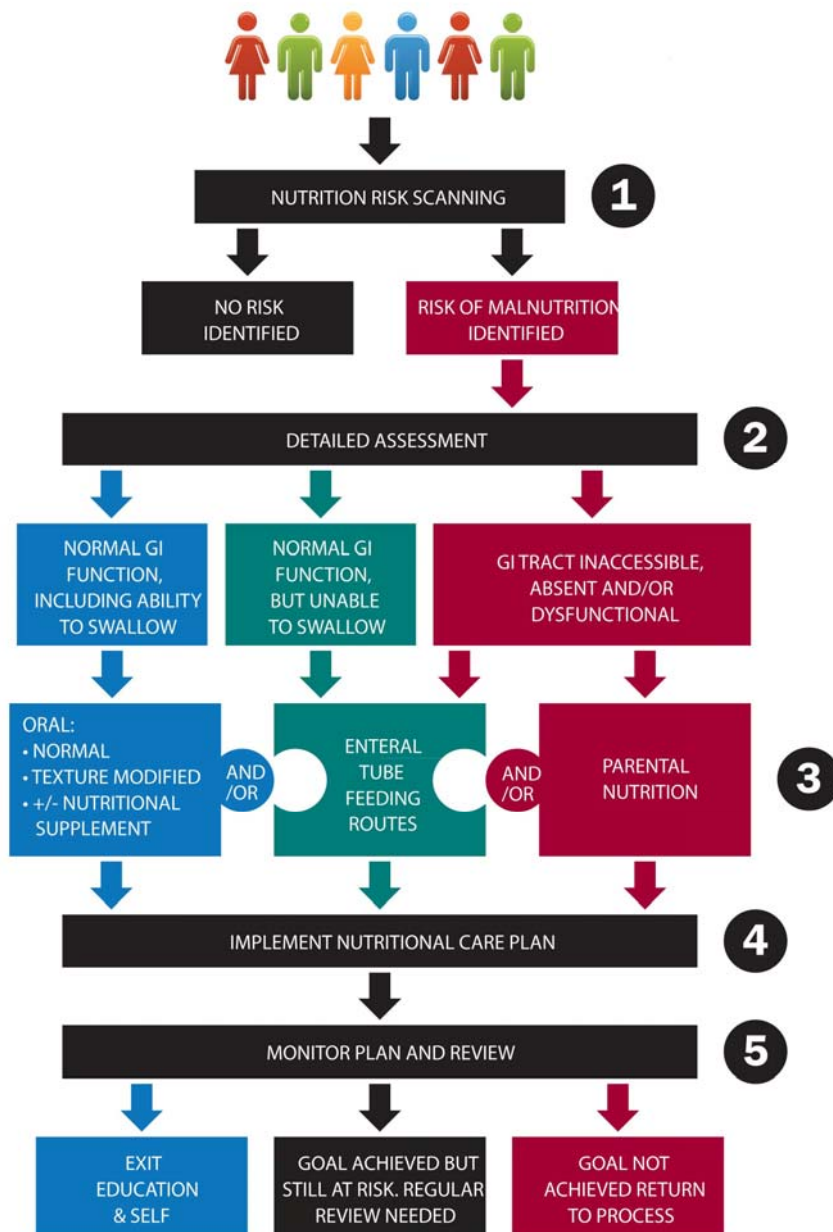 NUTRITION RISK SCANNING
1
NO RISK
IDENTIFIED
RISK OF MALNUTRITION
IDENTIFIED
DETAILED ASSESSMENT
2
NORMAL GI
FUNCTION,
INCLUDING ABILITY
TO SWALLOW
NORMAL GI
FUNCTION,
BUT UNABLE
TO SWALLOW
GI TRACT INACCESSIBLE,
ABSENT AND/OR
DYSFUNCTIONAL
ORAL:
• NORMAL
• TEXTURE MODIFIED
• +/- NUTRITIONAL
SUPPLEMENT
AND
/OR
ENTERAL
TUBE
FEEDING
ROUTES
AND
/OR
PARENTAL
NUTRITION
3
IMPLEMENT NUTRITIONAL CARE PLAN
4
MONITOR PLAN AND REVIEW
5
EXIT
EDUCATION
& SELF
GOAL ACHIEVED BUT
STILL AT RISK. REGULAR
REVIEW NEEDED
GOAL NOT
ACHIEVED RETURN
TO PROCESS